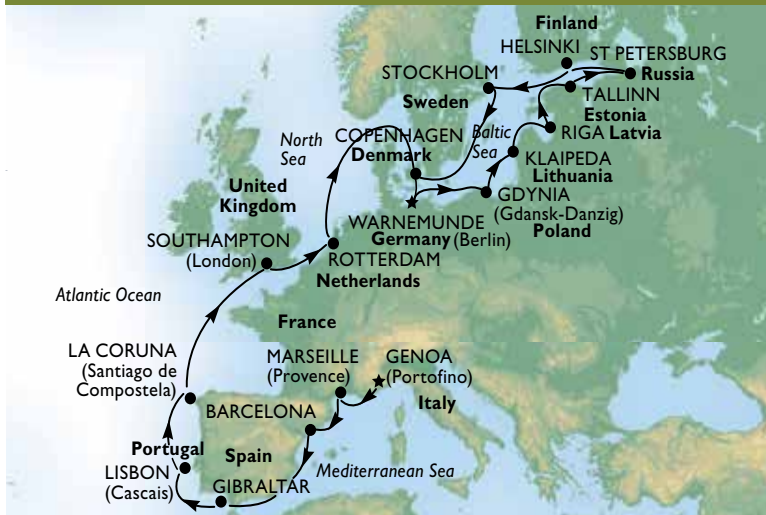 Finland
HELSINKI
ST PETERSBURG
Russia
STOCKHOLM
Sweden
TALLINN
Estonia
North
Sea
COPENHAGEN
Denmark
Baltic
Sea
RIGA Latvia
KLAIPEDA
Lithuania
United
Kingdom
GDYNIA
(Gdansk-Danzig)
Poland
WARNEMUNDE
Germany (Berlin)
SOUTHAMPTON
(London)
ROTTERDAM
Netherlands
Atlantic Ocean
France
LA CORUNA
(Santiago de
Compostela)
MARSEILLE
(Provence)
GENOA
(Portofino)
Italy
BARCELONA
Portugal
Spain
LISBON
(Cascais)
GIBRALTAR
Mediterranean Sea